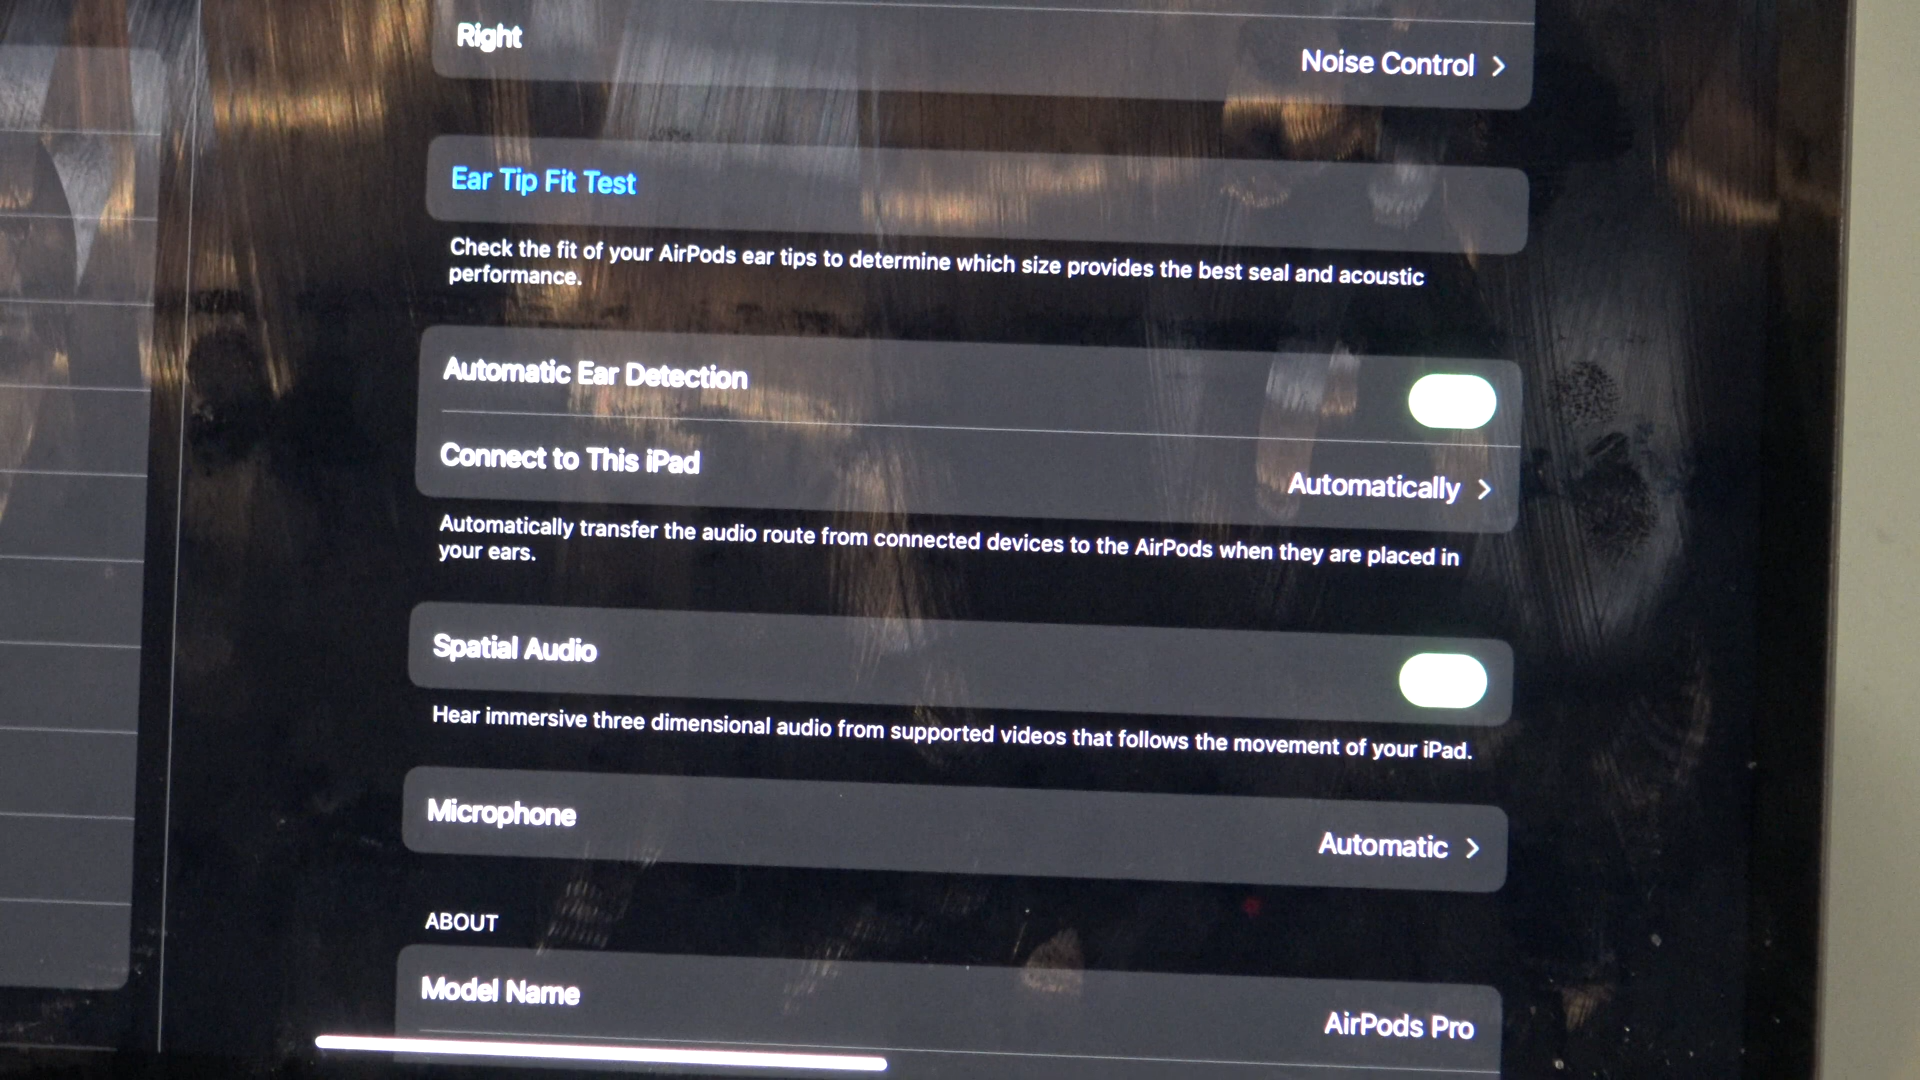 Right
Noise Control
Ear Tip Fit Test
Check the fit of your AirPods ear tips to determine which size provides the best seal and acoustic
performance.
Automatic Ear Detection
Connect to This iPad
Automatically
Automatically transfer the audio route from connected devices to the AirPods when they are placed in
your ears.
Spatial Audio
Hear immersive three dimensional audio from supported videos that follows the movement of your iPad.
Microphone
Automatic
ABOUT
Model Name
AirPods Pro